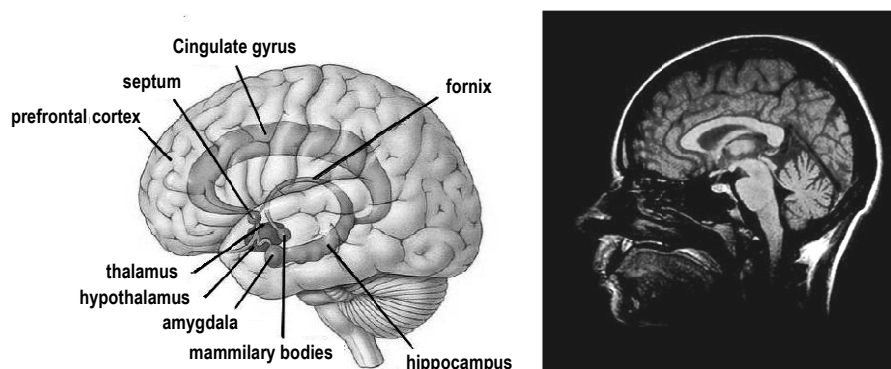 Cingulate gyrus
septum
fornix
prefrontal cortex
thalamus
hypothalamus
amygdala
mammilary bodies
hippocampus